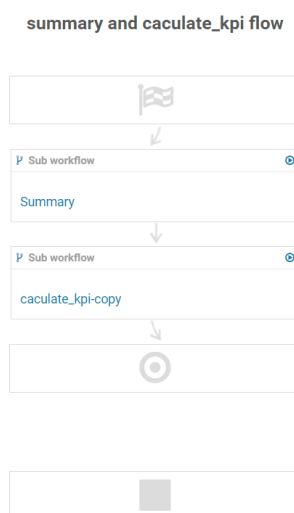 summary and caculate_kpi flow
Sub workflow
Summary
Sub workflow
caculate_kpi-copy